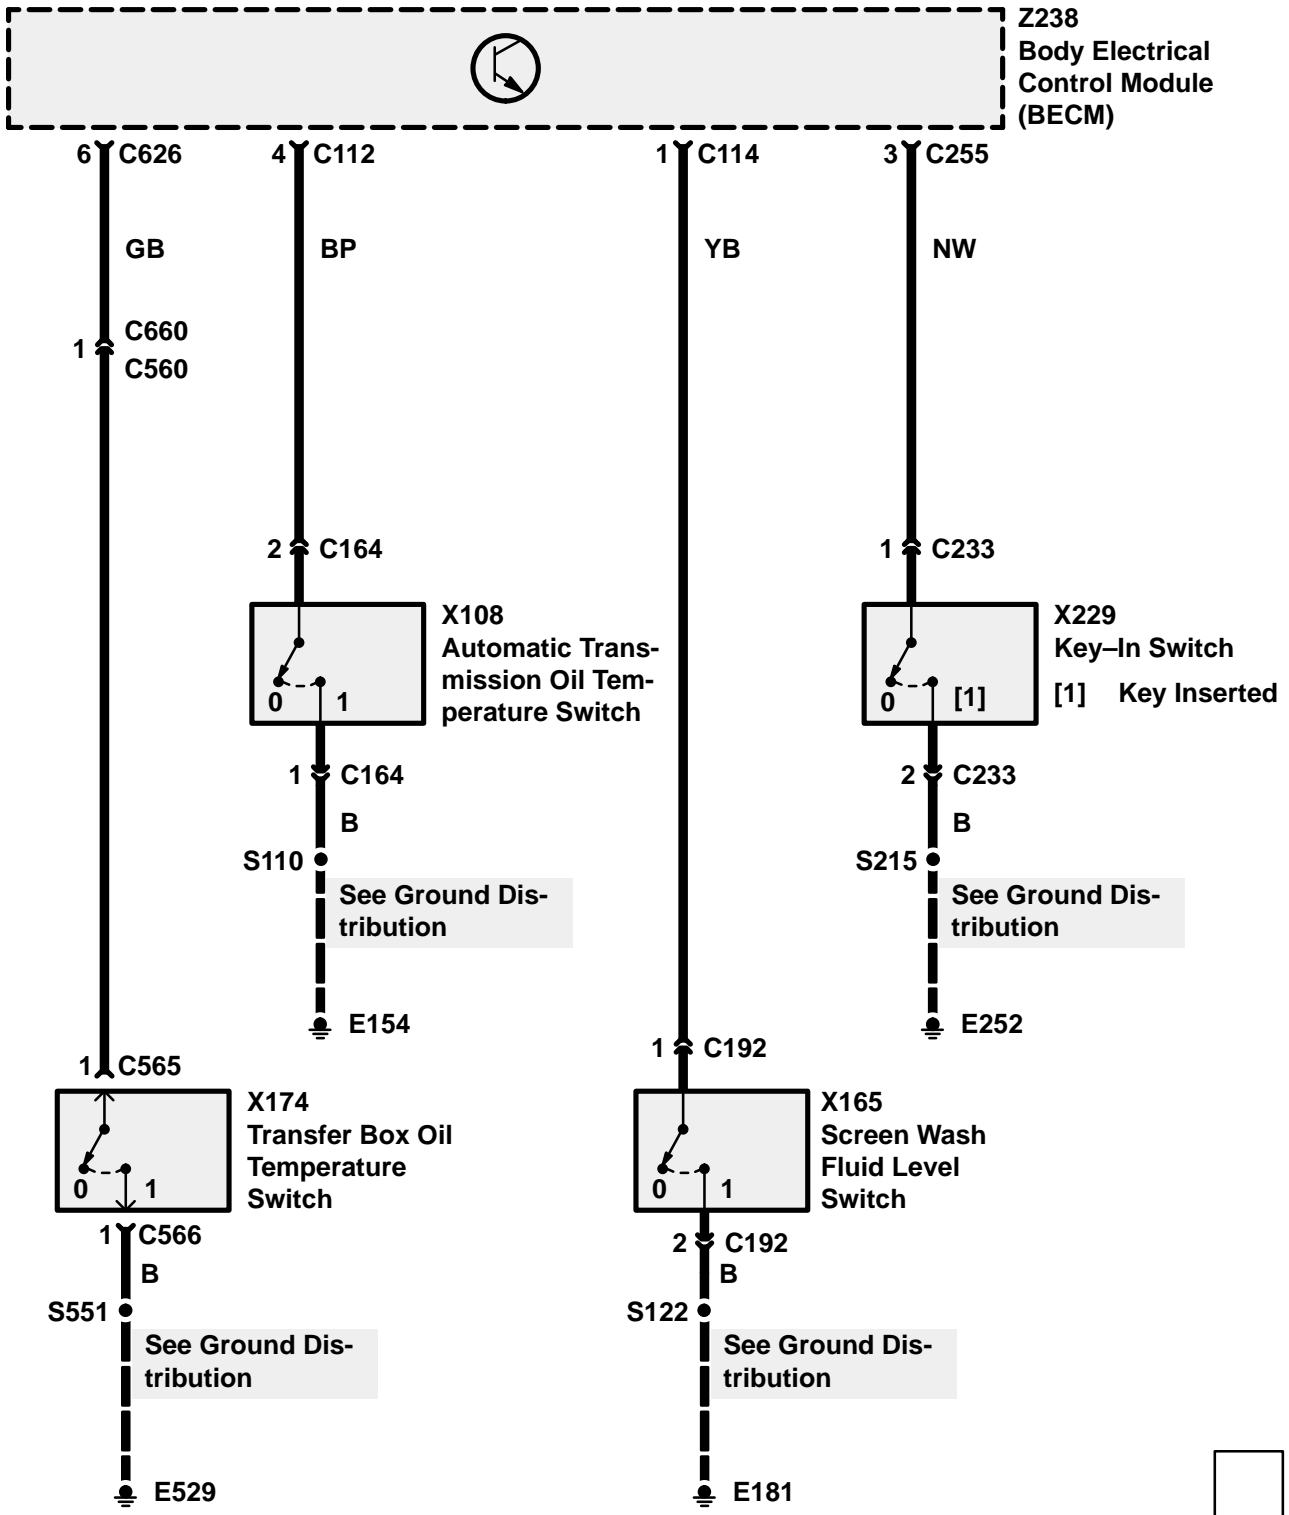 Z238
Body Electrical
Control Module
(BECM)
6 C626
4 C112
1 C114
3 C255
GB
BP
YB
NW
1
C660
C560
2 C164
1 C233
X108
Automatic Trans-
mission Oil Tem-
perature Switch
0 1
X229
Key–In Switch
[1] Key Inserted
0 [1]
1 C164
2 C233
B
B
S110
S215
See Ground Dis-
tribution
See Ground Dis-
tribution
E154
E252
1 C565
1 C192
X174
Transfer Box Oil
Temperature
Switch
0 1
X165
Screen Wash
Fluid Level
Switch
0 1
1 C566
2 C192
B
B
S551
S122
See Ground Dis-
tribution
See Ground Dis-
tribution
E529
E181